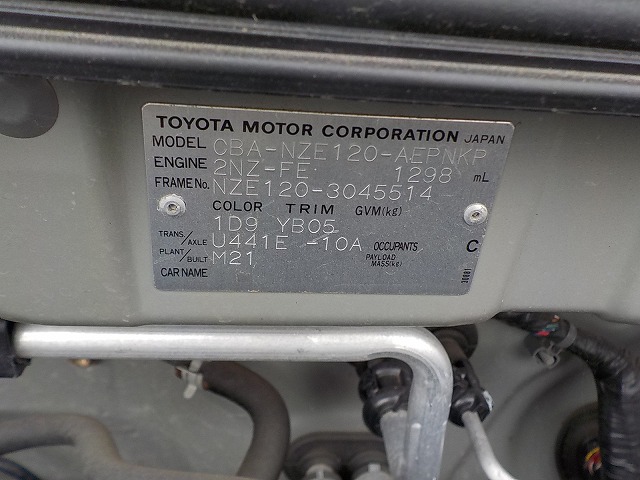 TOYOTA MOTOR CORPORATION JAPAN
MODEL CBA-NZE120-AEPNKP
ENGINE 2NZ-FE 1298 mL
FRAME No. NZE120-3045514
COLOR TRIM GVM(kg)
1D9 YB05
TRANS./AXLE U441E -10A OCCUPANTS C
PLANT/BUILT M21 PAYLOAD MASS(kg)
CAR NAME